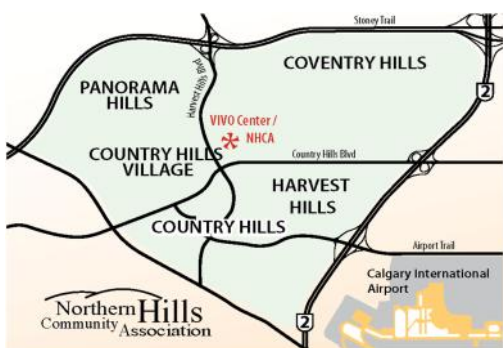 Stoney Trail
COVENTRY HILLS
PANORAMA
HILLS
Harvest Hills Blvd
2
VIVO Center /
NHCA
COUNTRY HILLS
VILLAGE
Country Hills Blvd
HARVEST
HILLS
COUNTRY HILLS
Airport Trail
Calgary International
Airport
Northern Hills
Community Association
2